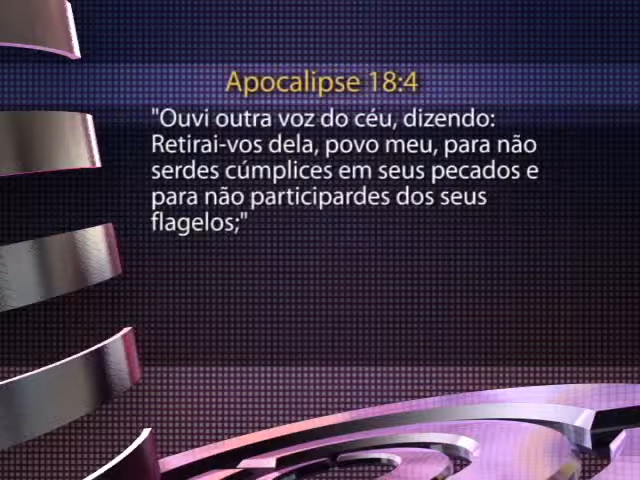 Apocalipse 18:4
"Ouvi outra voz do céu, dizendo:
Retirai-vos dela, povo meu, para não
serdes cúmplices em seus pecados e
para não participardes dos seus
flagelos;"